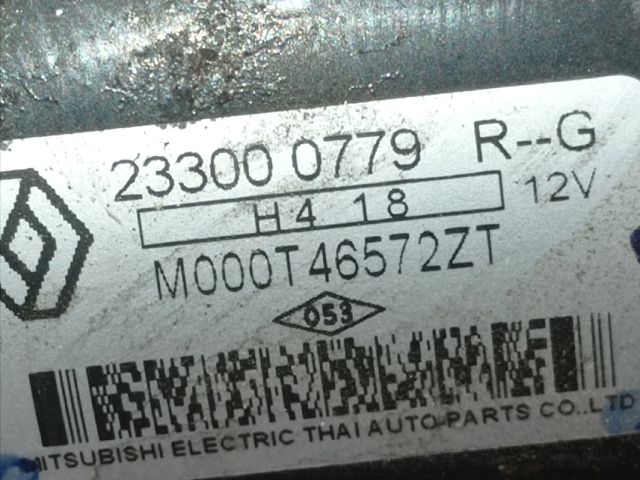 23300 0779 R--G
H4 18 12V
M000T46572ZT
053
MITSUBISHI ELECTRIC THAI AUTO-PARTS CO.,LTD